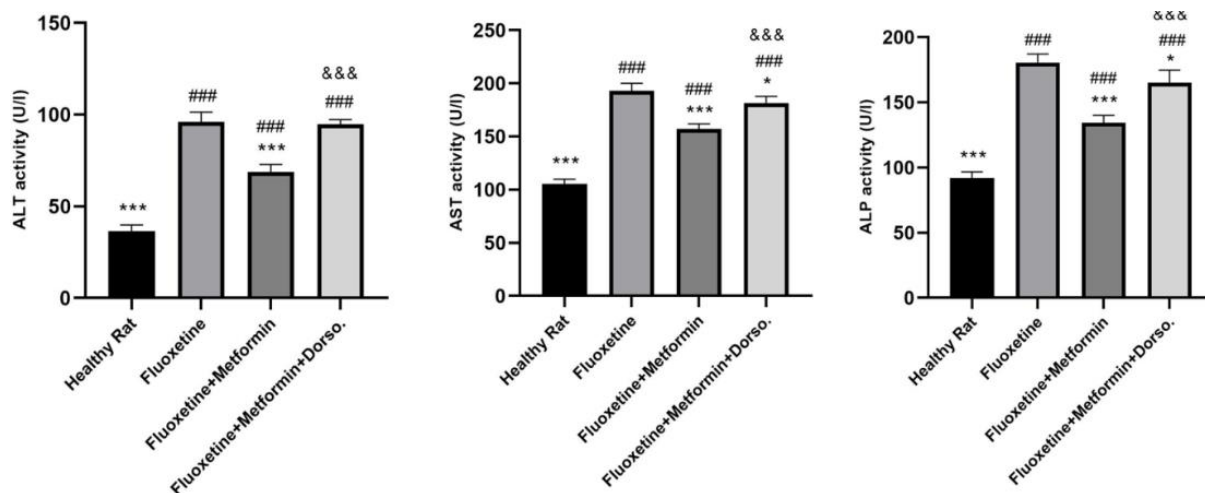 ALT activity (U/l)
150
100
50
0
***
###
###
***
&&&
###
Healthy Rat
Fluoxetine
Fluoxetine+Metformin
Fluoxetine+Metformin+Dorso.
AST activity (U/l)
250
200
150
100
50
0
***
###
###
***
&&&
###
*
Healthy Rat
Fluoxetine
Fluoxetine+Metformin
Fluoxetine+Metformin+Dorso.
ALP activity (U/l)
200
150
100
50
0
***
###
###
***
&&&
###
*
Healthy Rat
Fluoxetine
Fluoxetine+Metformin
Fluoxetine+Metformin+Dorso.